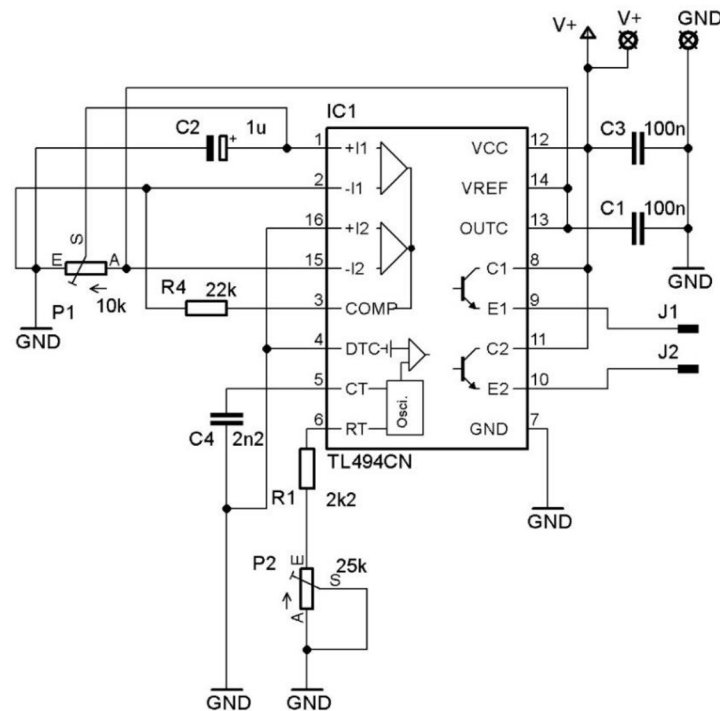 V+ V+ GND
IC1
C2 1u
+
1 +I1 VCC 12
C3 100n
2 -I1 VREF 14
16 +I2 OUTC 13
C1 100n
15 -I2 C1 8
E S A
P1 10k
R4 22k
3 COMP E1 9
J1
GND
GND
4 DTC C2 11
J2
5 CT E2 10
Osci.
6 RT GND 7
C4 2n2
TL494CN
R1 2k2
GND
P2 25k
E S A
GND GND